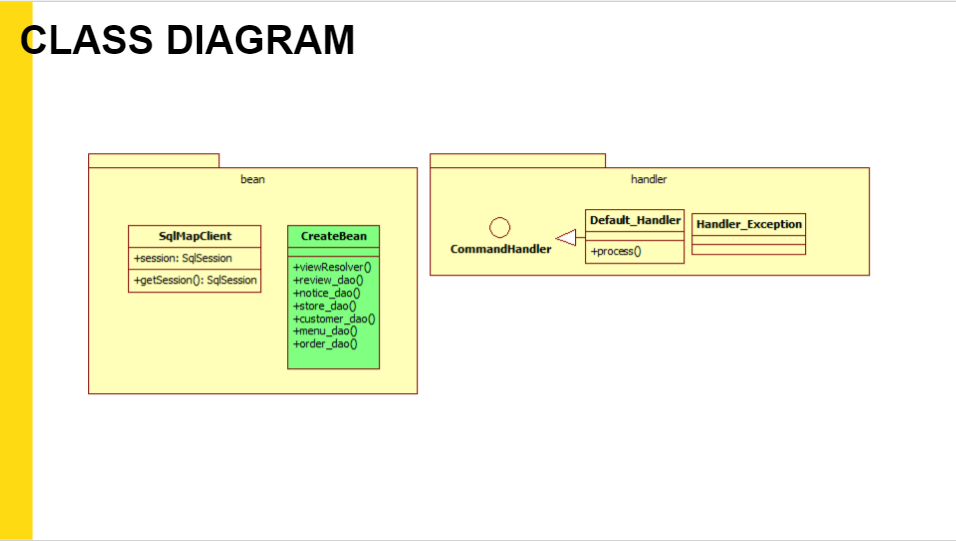 CLASS DIAGRAM
bean
SqlMapClient
+session: SqlSession
+getSession(): SqlSession
CreateBean
+viewResolver()
+review_dao()
+notice_dao()
+store_dao()
+customer_dao()
+menu_dao()
+order_dao()
handler
CommandHandler
Default_Handler
+process()
Handler_Exception